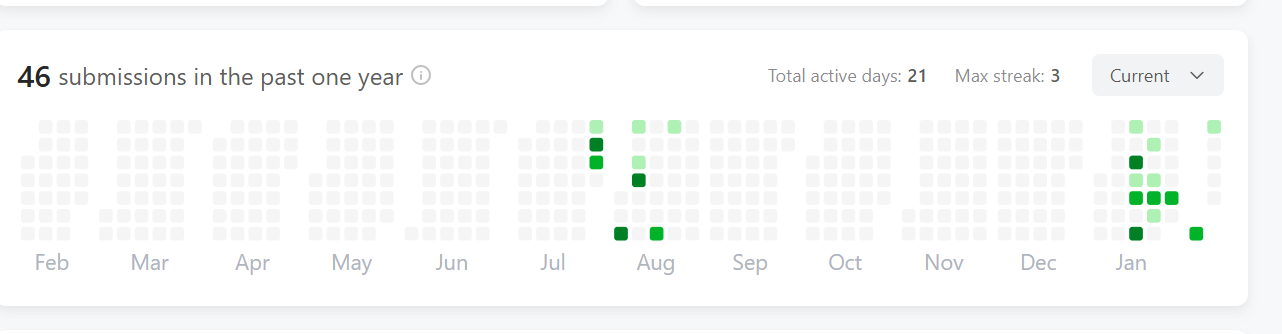 46 submissions in the past one year
Total active days: 21 Max streak: 3 Current
Feb Mar Apr May Jun Jul Aug Sep Oct Nov Dec Jan